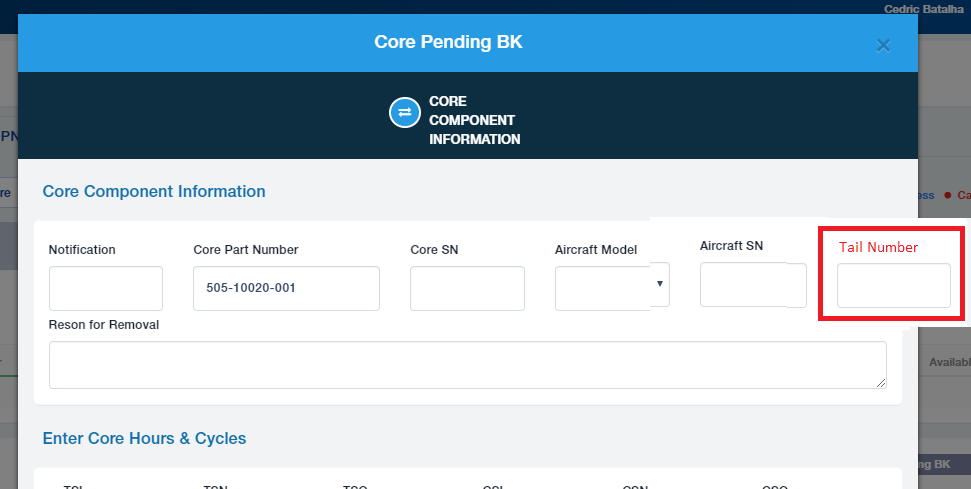 Cedric Batalha
Core Pending BK
×
CORE
COMPONENT
INFORMATION
PN
re
ess
Ca
Core Component Information
Notification
Core Part Number
Core SN
Aircraft Model
Aircraft SN
Tail Number
505-10020-001
Reson for Removal
Availabl
Enter Core Hours & Cycles
ng BK